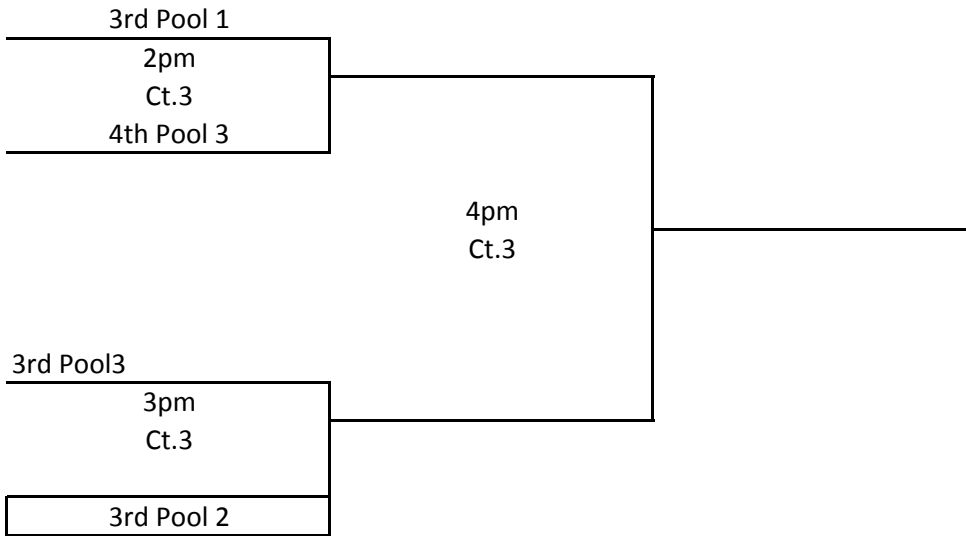 3rd Pool 1
2pm
Ct.3
4th Pool 3
4pm
Ct.3
3rd Pool3
3pm
Ct.3
3rd Pool 2